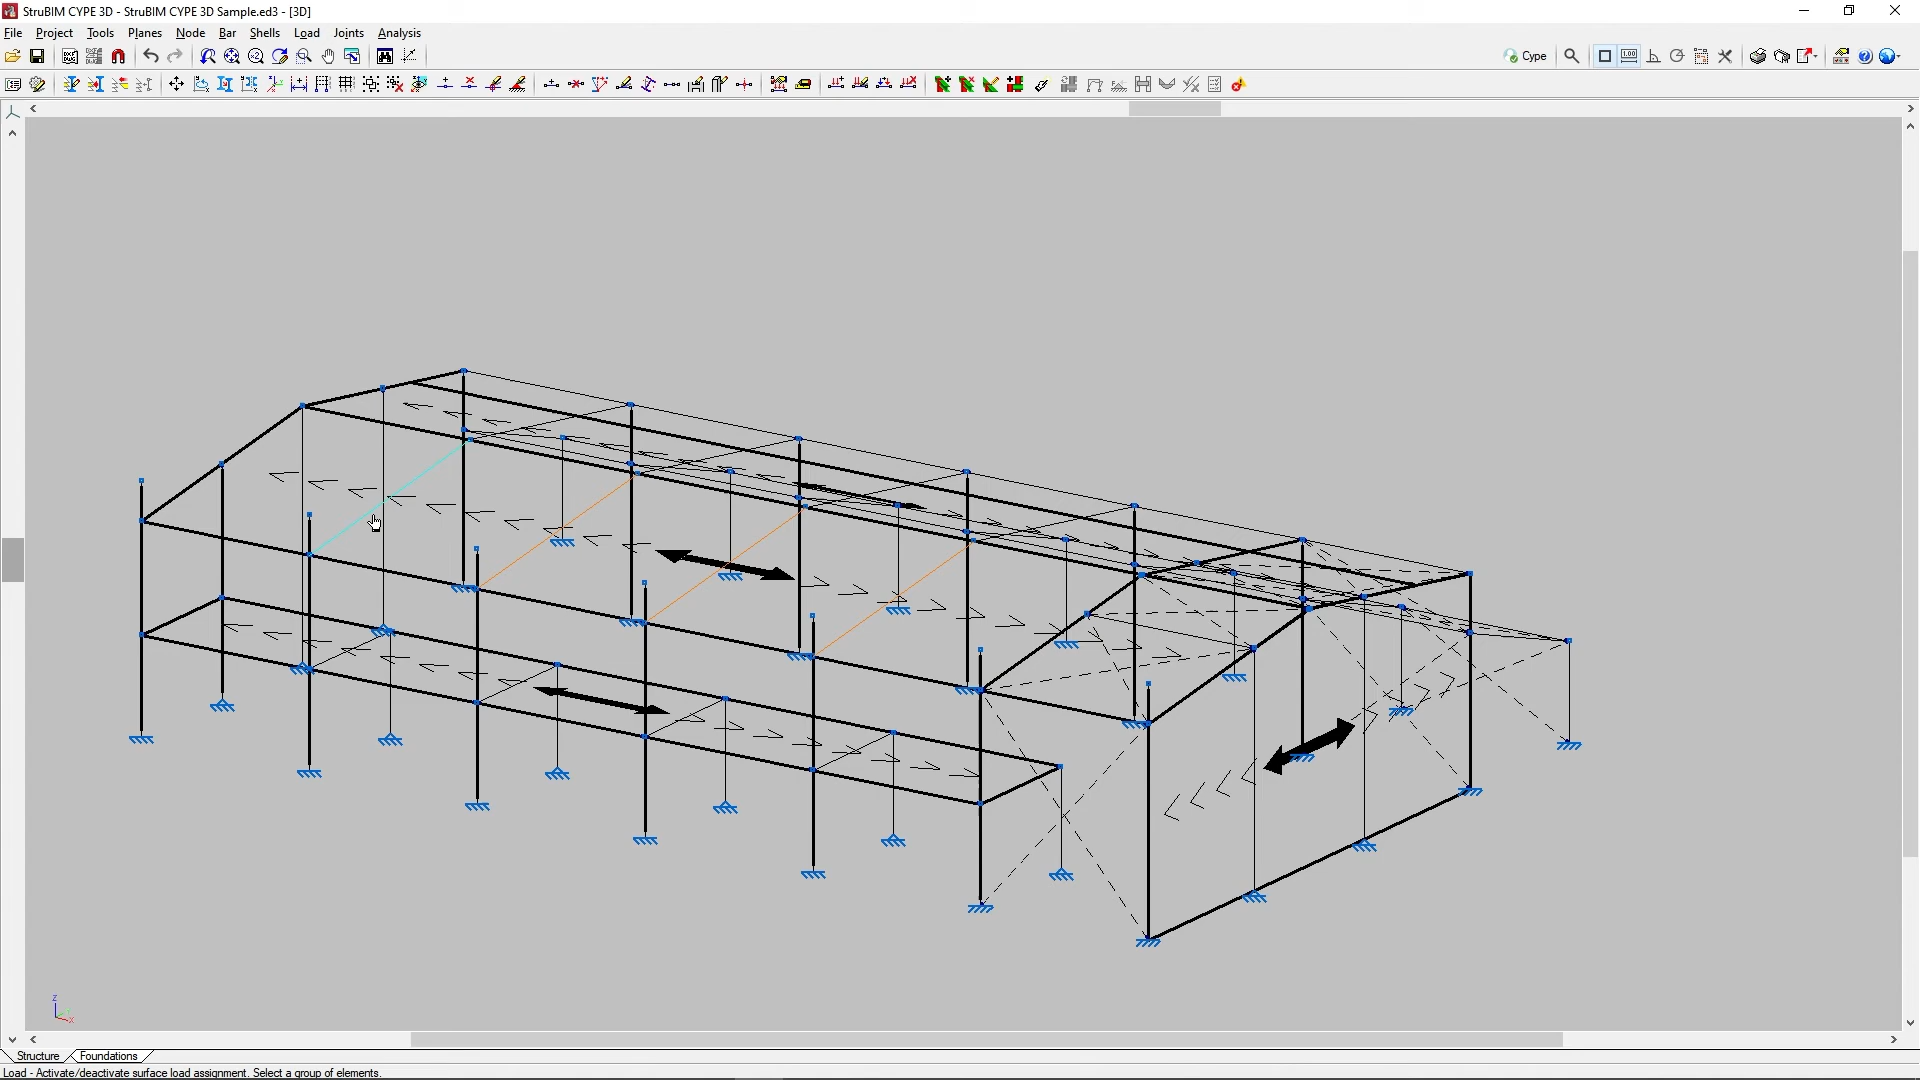 StruBIM CYPE 3D - StruBIM CYPE 3D Sample.ed3 - [3D]
File Project Tools Planes Node Bar Shells Load Joints Analysis
Cype
Z
X
Structure Foundations
Load - Activate/deactivate surface load assignment. Select a group of elements.